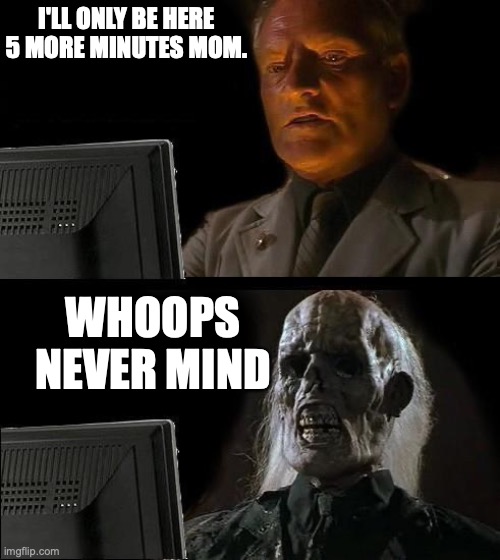 I'LL ONLY BE HERE
5 MORE MINUTES MOM.
WHOOPS
NEVER MIND
imgflip.com